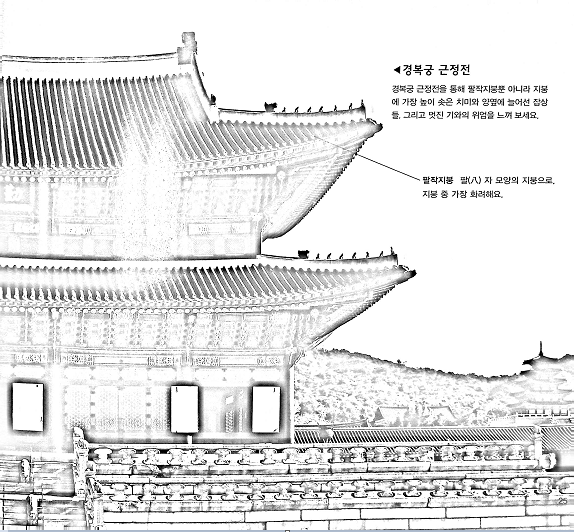 ◀경복궁 근정전
경복궁 근정전을 통해 팔작지붕뿐 아니라 지붕
에 가장 높이 솟은 치미와 양옆에 늘어선 잡상
들, 그리고 멋진 기와의 위엄을 느껴 보세요.
팔작지붕 팔(八) 자 모양의 지붕으로,
지붕 중 가장 화려해요.
25